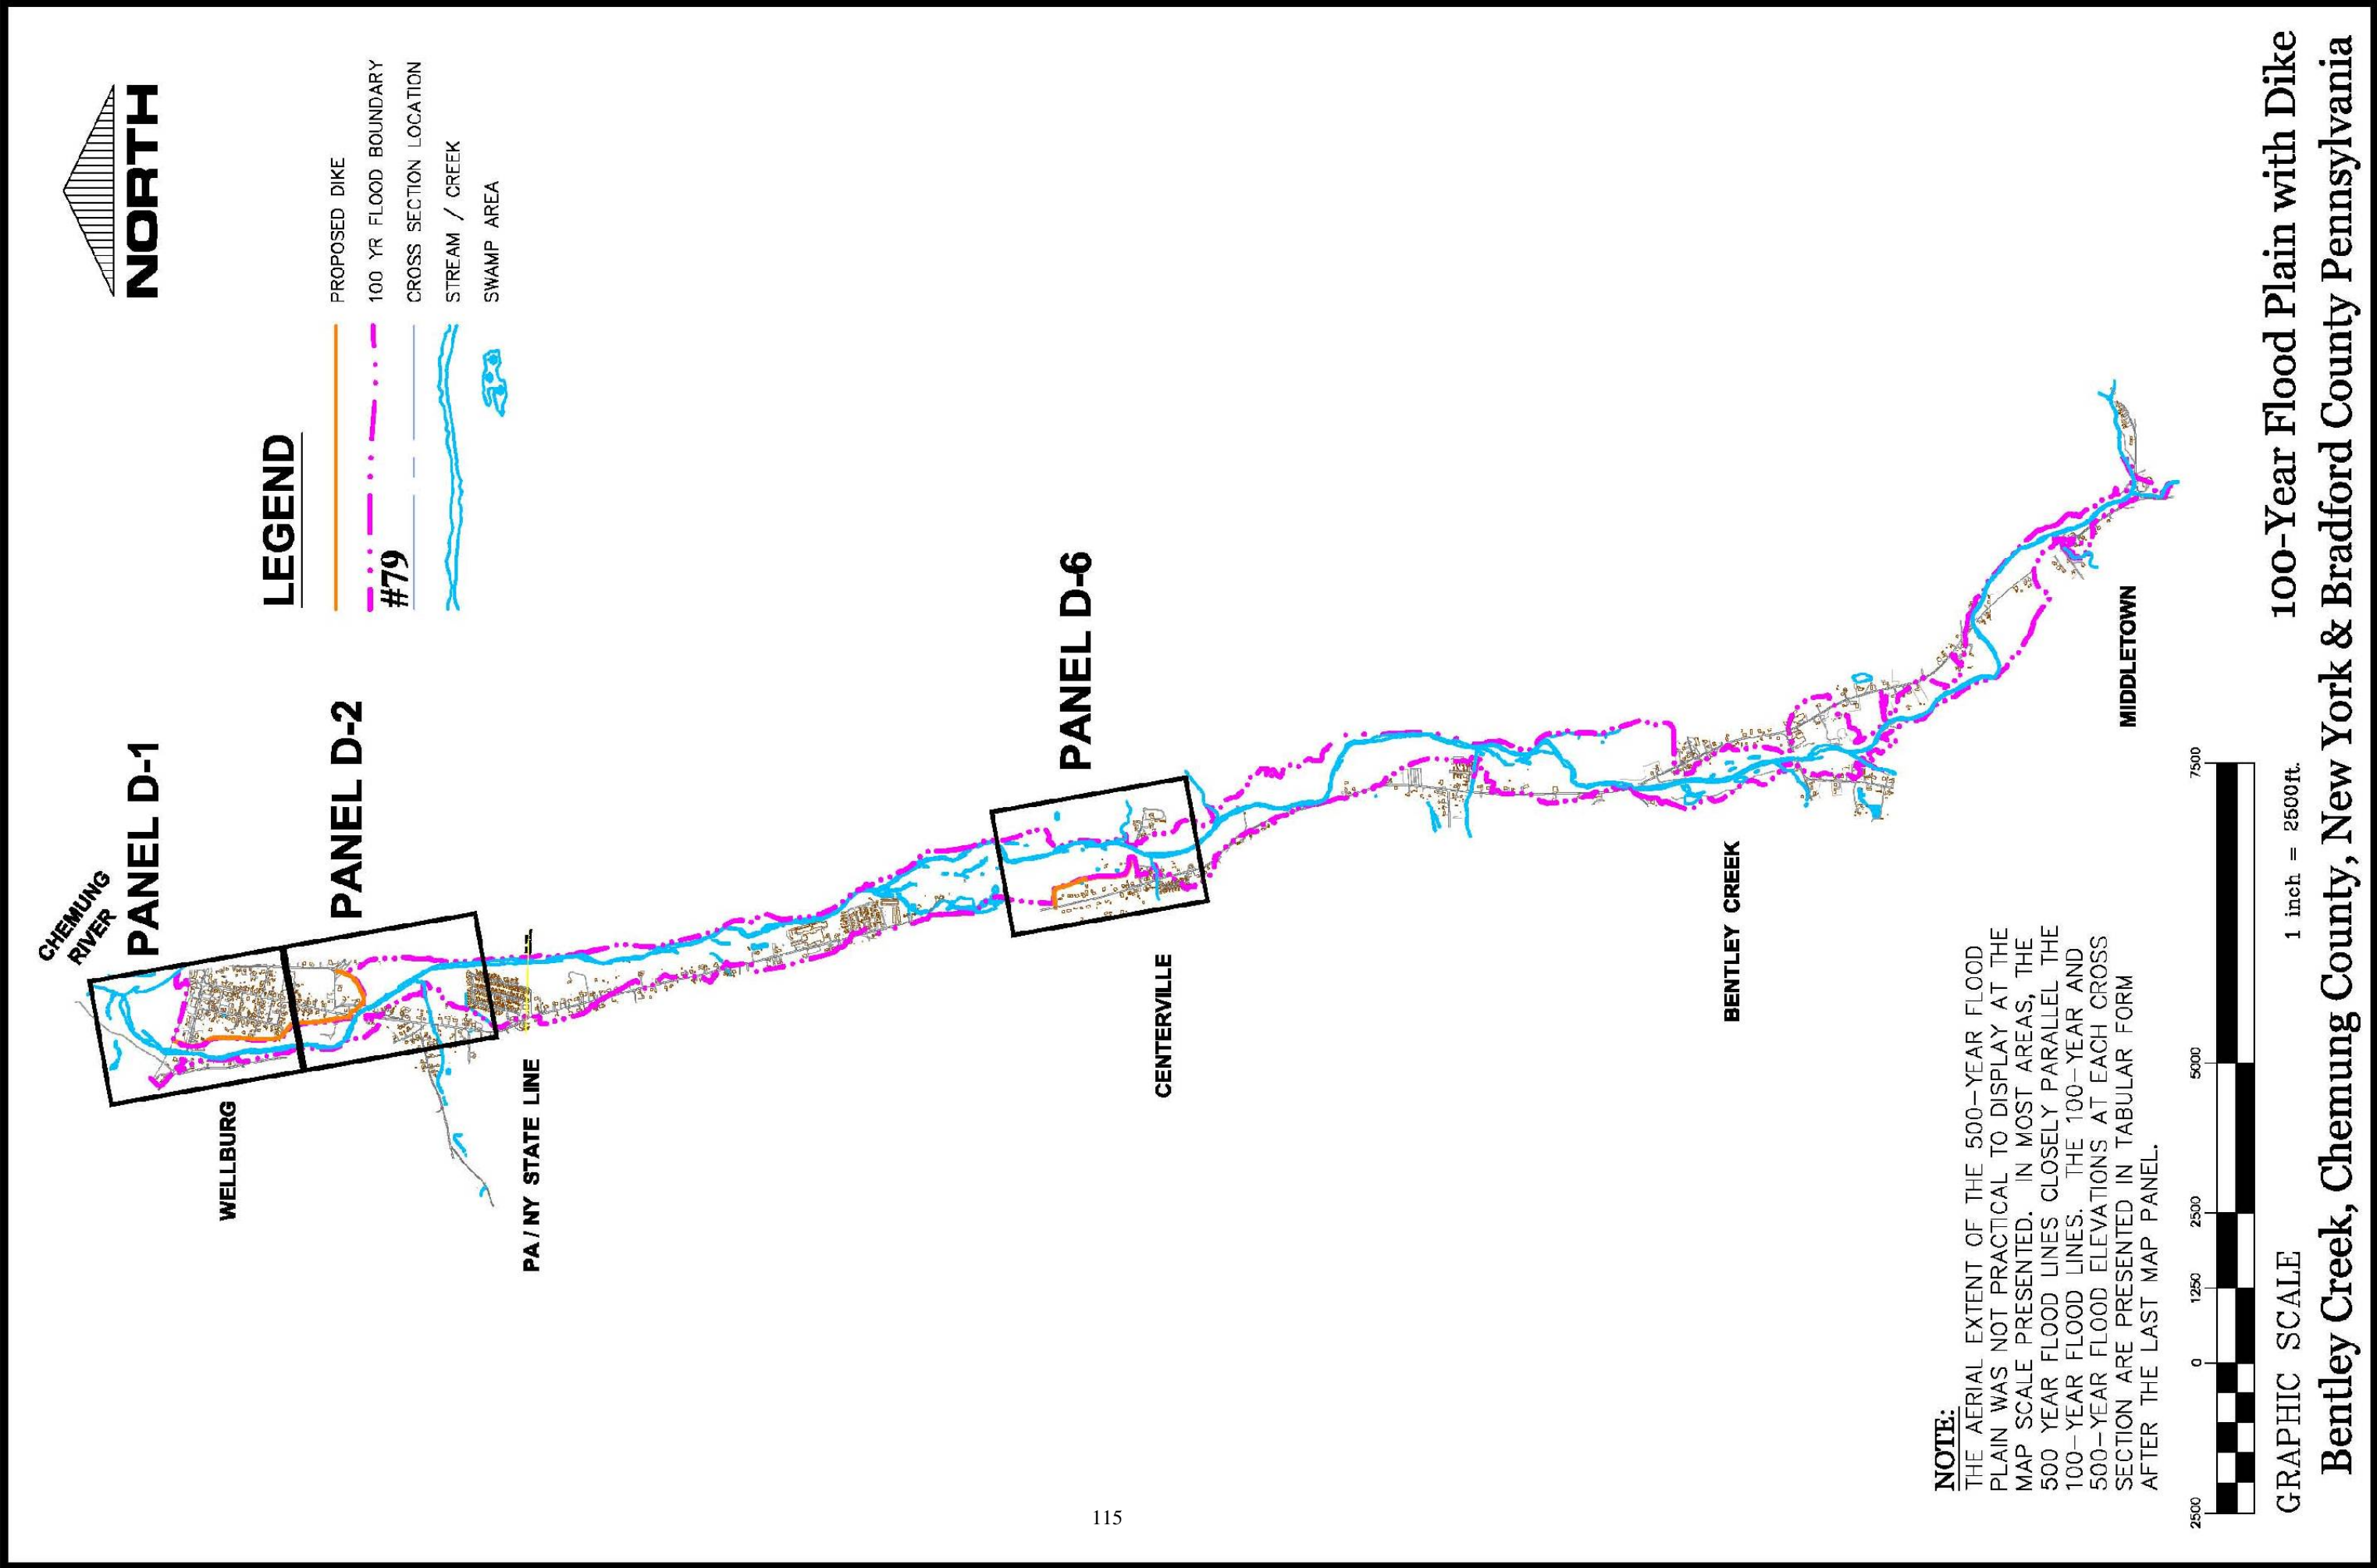 NORTH
LEGEND
PROPOSED DIKE
100 YR FLOOD BOUNDARY
#79
CROSS SECTION LOCATION
STREAM / CREEK
SWAMP AREA
CHEMUNG
RIVER
PANEL D-1
PANEL D-2
PANEL D-6
WELLBURG
PA / NY STATE LINE
CENTERVILLE
BENTLEY CREEK
MIDDLETOWN
NOTE:
THE AERIAL EXTENT OF THE 500-YEAR FLOOD
PLAIN WAS NOT PRACTICAL TO DISPLAY AT THE
MAP SCALE PRESENTED. IN MOST AREAS, THE
500 YEAR FLOOD LINES CLOSELY PARALLEL THE
100-YEAR FLOOD LINES. THE 100-YEAR AND
500-YEAR FLOOD ELEVATIONS AT EACH CROSS
SECTION ARE PRESENTED IN TABULAR FORM
AFTER THE LAST MAP PANEL.
2500 0 1250 2500 5000 7500
GRAPHIC SCALE 1 inch = 2500ft.
100-Year Flood Plain with Dike
Bentley Creek, Chemung County, New York & Bradford County Pennsylvania
115